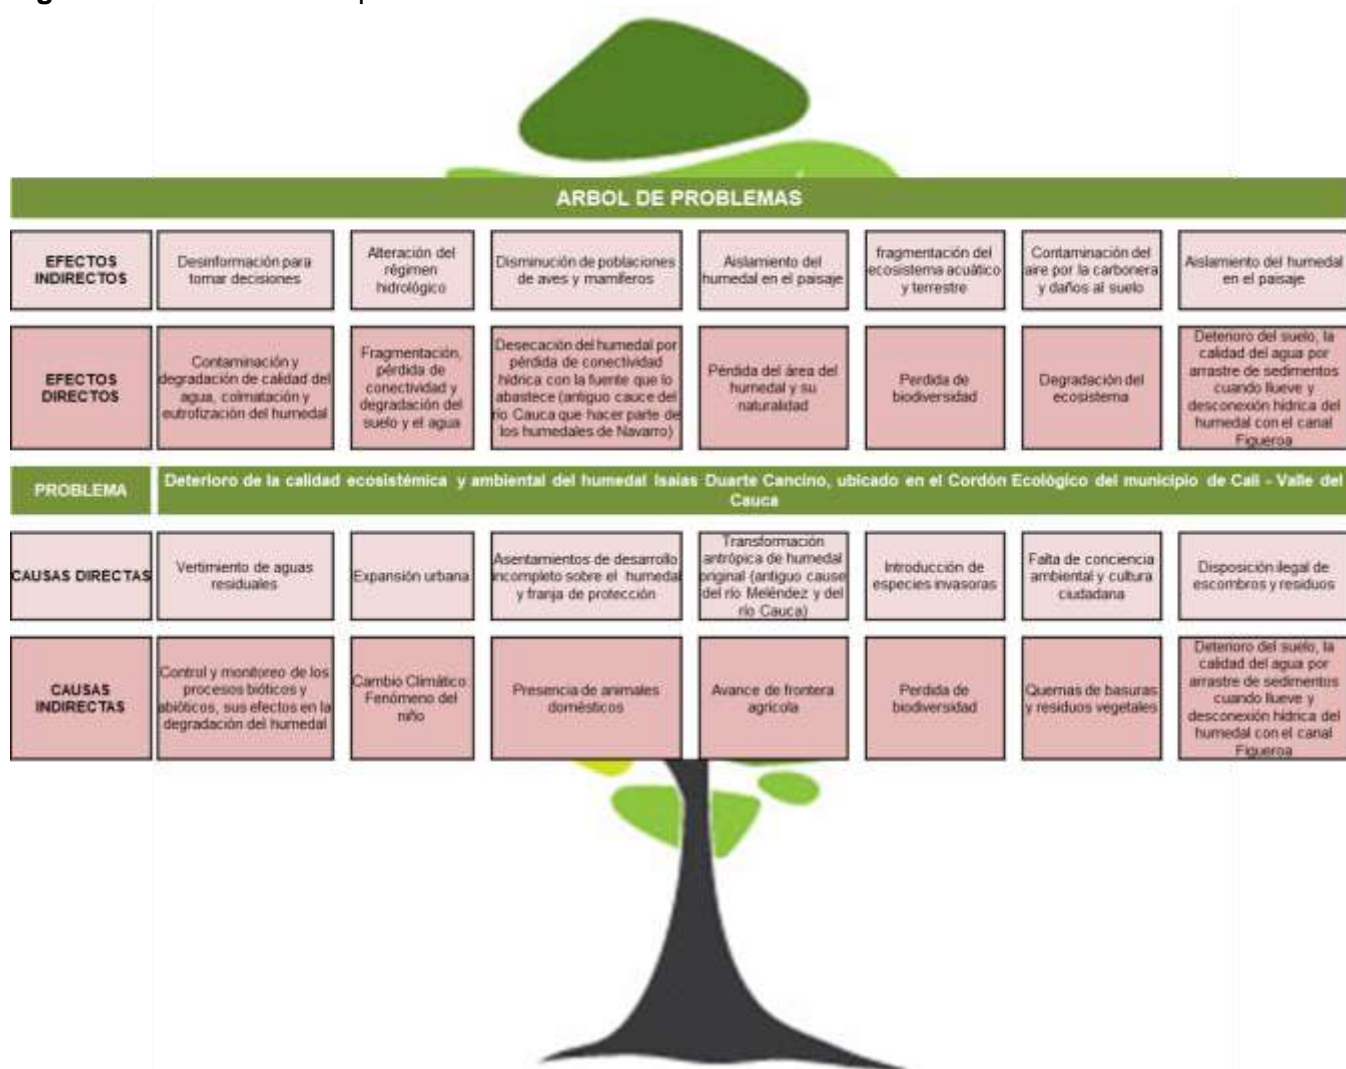 ARBOL DE PROBLEMAS
EFECTOS
INDIRECTOS
Desinformación para
tomar decisiones
Alteración del
régimen
hidrológico
Disminución de poblaciones
de aves y mamíferos
Aislamiento del
humedal en el paisaje
fragmentación del
ecosistema acuático
y terrestre
Contaminación del
aire por la carbonera
y daños al suelo
Aislamiento del humedal
en el paisaje
EFECTOS
DIRECTOS
Contaminación y
degradación de calidad del
agua, colmatación y
eutrofización del humedal
Fragmentación,
pérdida de
conectividad y
degradación del
suelo y el agua
Desecación del humedal por
pérdida de conectividad
hídrica con la fuente que lo
abastece (antiguo cauce del
río Cauca que hacer parte de
los humedales de Navarro)
Pérdida del área del
humedal y su
naturalidad
Perdida de
biodiversidad
Degradación del
ecosistema
Deterioro del suelo, la
calidad del agua por
arrastre de sedimentos
cuando llueve y
desconexión hídrica del
humedal con el canal
Figueroa
PROBLEMA
Deterioro de la calidad ecosistémica y ambiental del humedal Isaías Duarte Cancino, ubicado en el Cordón Ecológico del municipio de Cali - Valle del
Cauca
CAUSAS DIRECTAS
Vertimiento de aguas
residuales
Expansión urbana
Asentamientos de desarrollo
incompleto sobre el humedal
y franja de protección
Transformación
antrópica de humedal
original (antiguo cause
del río Meléndez y del
río Cauca)
Introducción de
especies invasoras
Falta de conciencia
ambiental y cultura
ciudadana
Disposición ilegal de
escombros y residuos
CAUSAS
INDIRECTAS
Control y monitoreo de los
procesos bióticos y
abióticos, sus efectos en la
degradación del humedal
Cambio Climático
Fenómeno del
niño
Presencia de animales
domésticos
Avance de frontera
agrícola
Perdida de
biodiversidad
Quemas de basuras
y residuos vegetales
Deterioro del suelo, la
calidad del agua por
arrastre de sedimentos
cuando llueve y
desconexión hídrica del
humedal con el canal
Figueroa